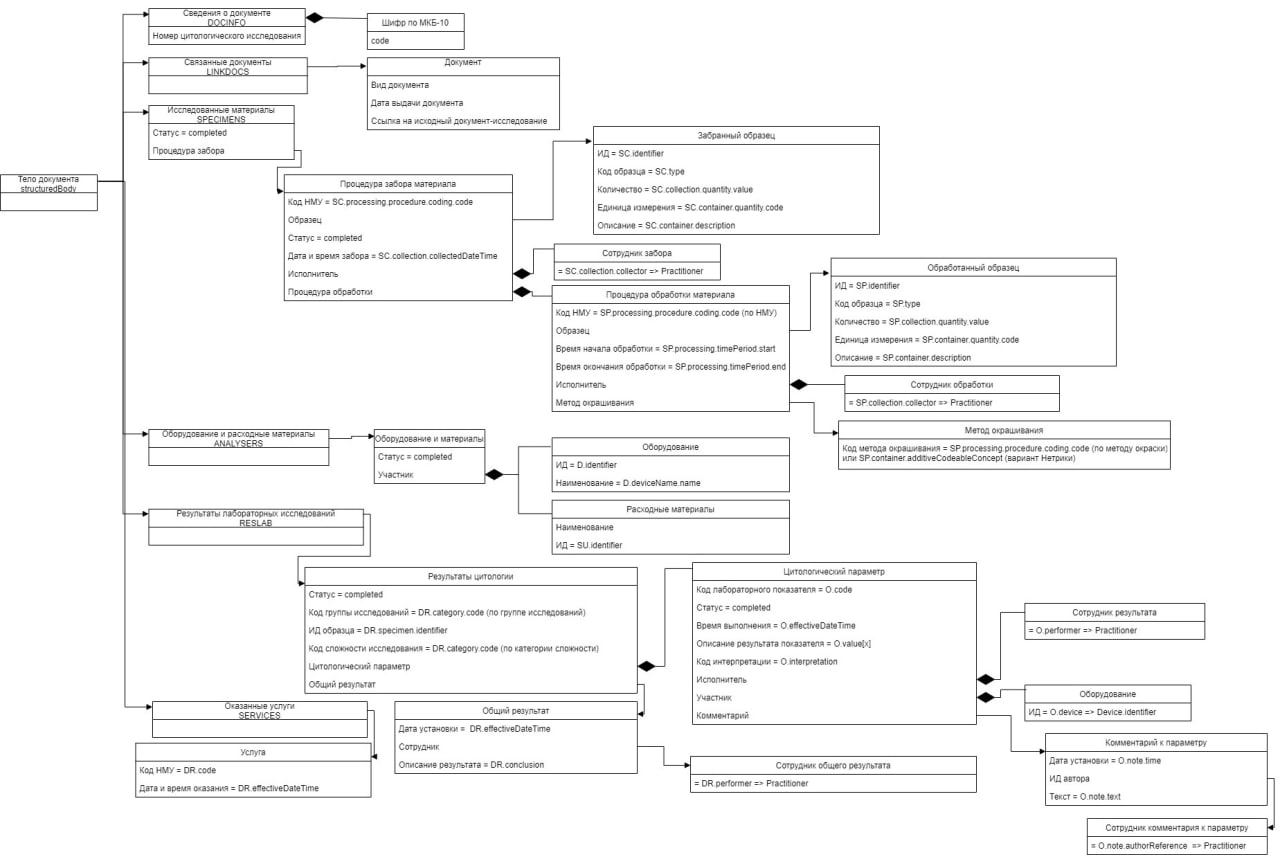 Сведения о документе
DOCINFO
Номер цитологического исследования
Шифр по МКБ-10
code
Связанные документы
LINKDOCS
Документ
Вид документа
Дата выдачи документа
Ссылка на исходный документ-исследование
Исследованные материалы
SPECIMENS
Статус = completed
Процедура забора
Забранный образец
ИД = SC.identifier
Код образца = SC.type
Количество = SC.collection.quantity.value
Единица измерения = SC.container.quantity.code
Описание = SC.container.description
Тело документа
structuredBody
Процедура забора материала
Код НМУ = SC.processing.procedure.coding.code
Образец
Статус = completed
Дата и время забора = SC.collection.collectedDateTime
Исполнитель
Процедура обработки
Сотрудник забора
= SC.collection.collector => Practitioner
Процедура обработки материала
Код НМУ = SP.processing.procedure.coding.code (по НМУ)
Образец
Время начала обработки = SP.processing.timePeriod.start
Время окончания обработки = SP.processing.timePeriod.end
Исполнитель
Метод окрашивания
Обработанный образец
ИД = SP.identifier
Код образца = SP.type
Количество = SP.collection.quantity.value
Единица измерения = SP.container.quantity.code
Описание = SP.container.description
Сотрудник обработки
= SP.collection.collector => Practitioner
Метод окрашивания
Код метода окрашивания = SP.processing.procedure.coding.code (по методу окраски)
или SP.container.additiveCodeableConcept (вариант Нетрики)
Оборудование и расходные материалы
ANALYSERS
Оборудование и материалы
Статус = completed
Участник
Оборудование
ИД = D.identifier
Наименование = D.deviceName.name
Расходные материалы
Наименование
ИД = SU.identifier
Результаты лабораторных исследований
RESLAB
Результаты цитологии
Статус = completed
Код группы исследований = DR.category.code (по группе исследований)
ИД образца = DR.specimen.identifier
Код сложности исследования = DR.category.code (по категории сложности)
Цитологический параметр
Общий результат
Цитологический параметр
Код лабораторного показателя = O.code
Статус = completed
Время выполнения = O.effectiveDateTime
Описание результата показателя = O.value[x]
Код интерпретации = O.interpretation
Исполнитель
Участник
Комментарий
Сотрудник результата
= O.performer => Practitioner
Оборудование
ИД = O.device => Device.identifier
Оказанные услуги
SERVICES
Услуга
Код НМУ = DR.code
Дата и время оказания = DR.effectiveDateTime
Общий результат
Дата установки = DR.effectiveDateTime
Сотрудник
Описание результата = DR.conclusion
Сотрудник общего результата
= DR.performer => Practitioner
Комментарий к параметру
Дата установки = O.note.time
ИД автора
Текст = O.note.text
Сотрудник комментария к параметру
= O.note.authorReference => Practitioner